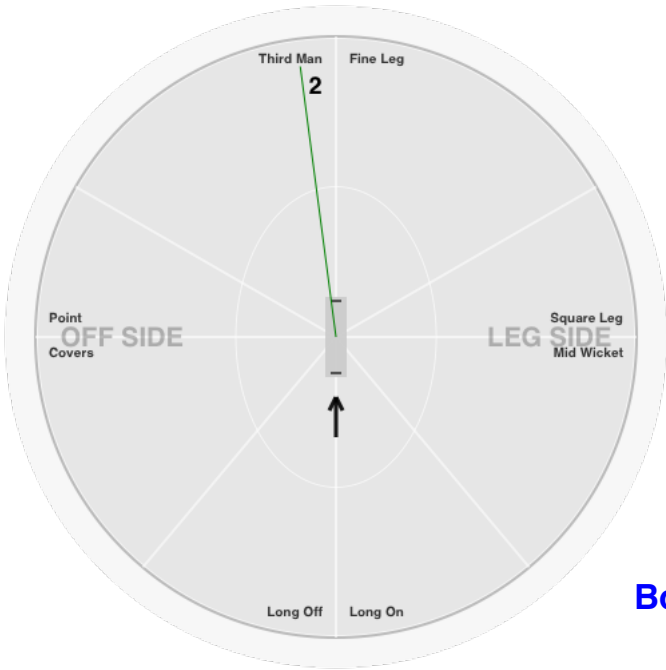 Third Man Fine Leg
2
Point Square Leg
OFF SIDE LEG SIDE
Covers Mid Wicket
Long Off Long On